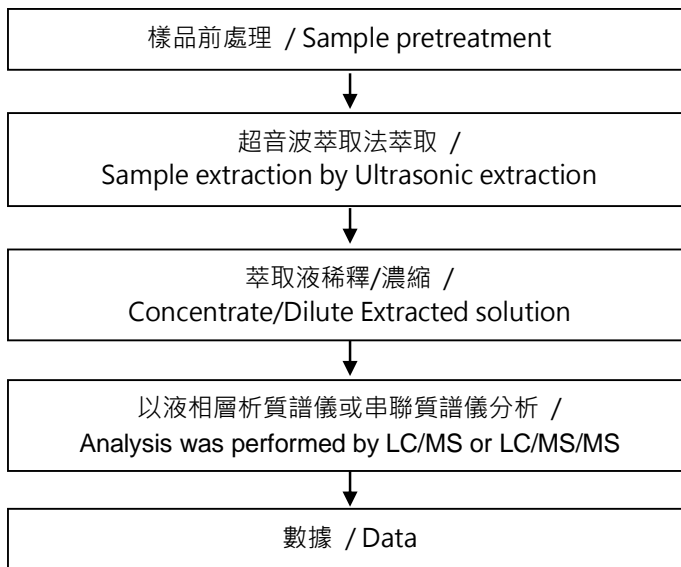 樣品前處理 / Sample pretreatment
超音波萃取法萃取 /
Sample extraction by Ultrasonic extraction
萃取液稀釋/濃縮 /
Concentrate/Dilute Extracted solution
以液相層析質譜儀或串聯質譜儀分析 /
Analysis was performed by LC/MS or LC/MS/MS
數據 / Data